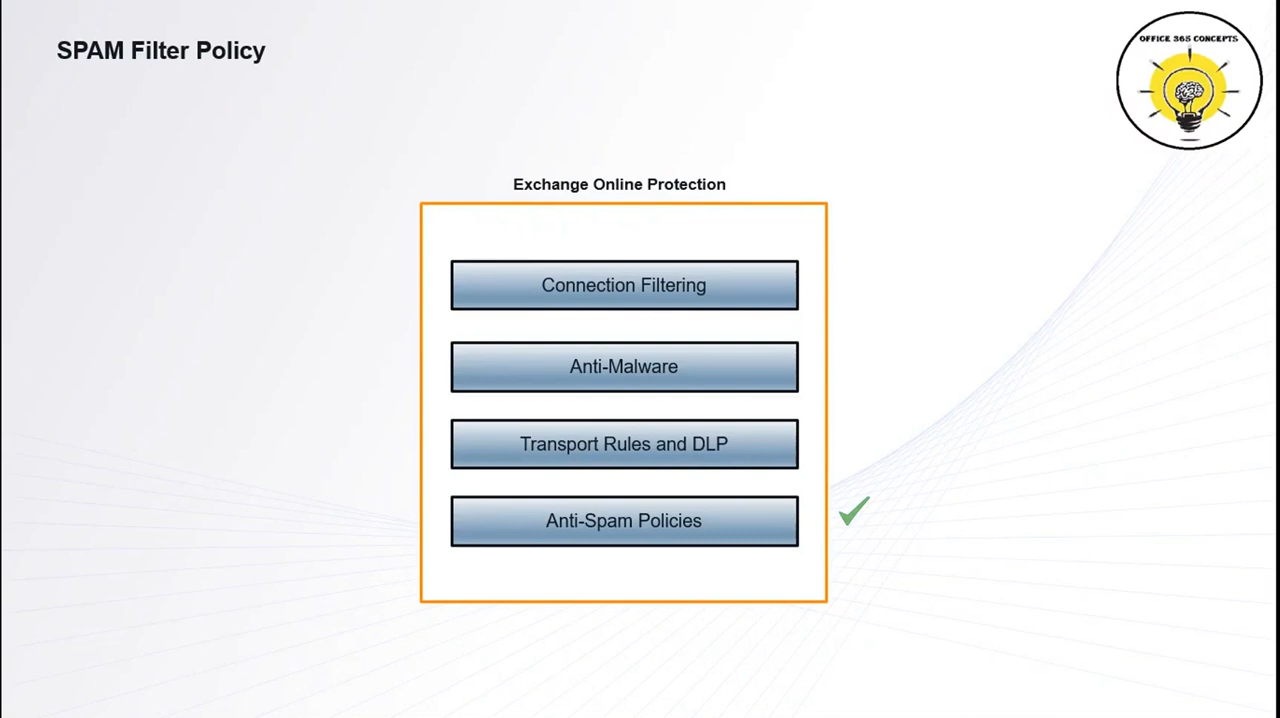 SPAM Filter Policy
OFFICE 365 CONCEPTS
Exchange Online Protection
Connection Filtering
Anti-Malware
Transport Rules and DLP
Anti-Spam Policies